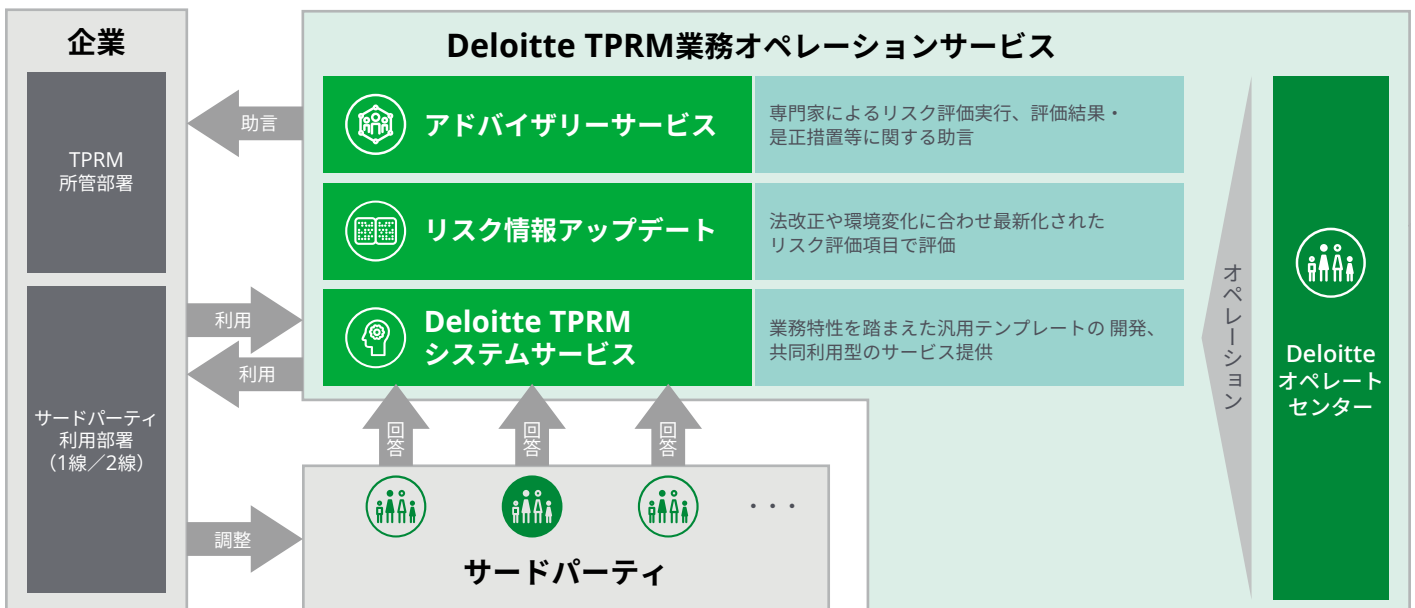 企業
TPRM
所管部署
サードパーティ
利用部署
（1線／2線）
助言
利用
利用
調整
Deloitte TPRM業務オペレーションサービス
アドバイザリーサービス
専門家によるリスク評価実行、評価結果・
是正措置等に関する助言
リスク情報アップデート
法改正や環境変化に合わせ最新化された
リスク評価項目で評価
Deloitte TPRM
システムサービス
業務特性を踏まえた汎用テンプレートの 開発、
共同利用型のサービス提供
回答
回答
回答
・・・
サードパーティ
オペレーション
Deloitte
オペレート
センター